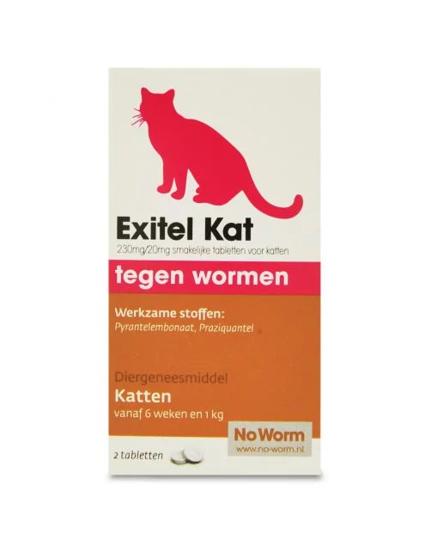 Exitel Kat
230mg/20mg smakelijke tabletten voor katten
tegen wormen
Werkzame stoffen:
Pyrantelembonaat, Praziquantel
Diergeneesmiddel
Katten
vanaf 6 weken en 1 kg
No Worm
www.no-worm.nl
2 tabletten